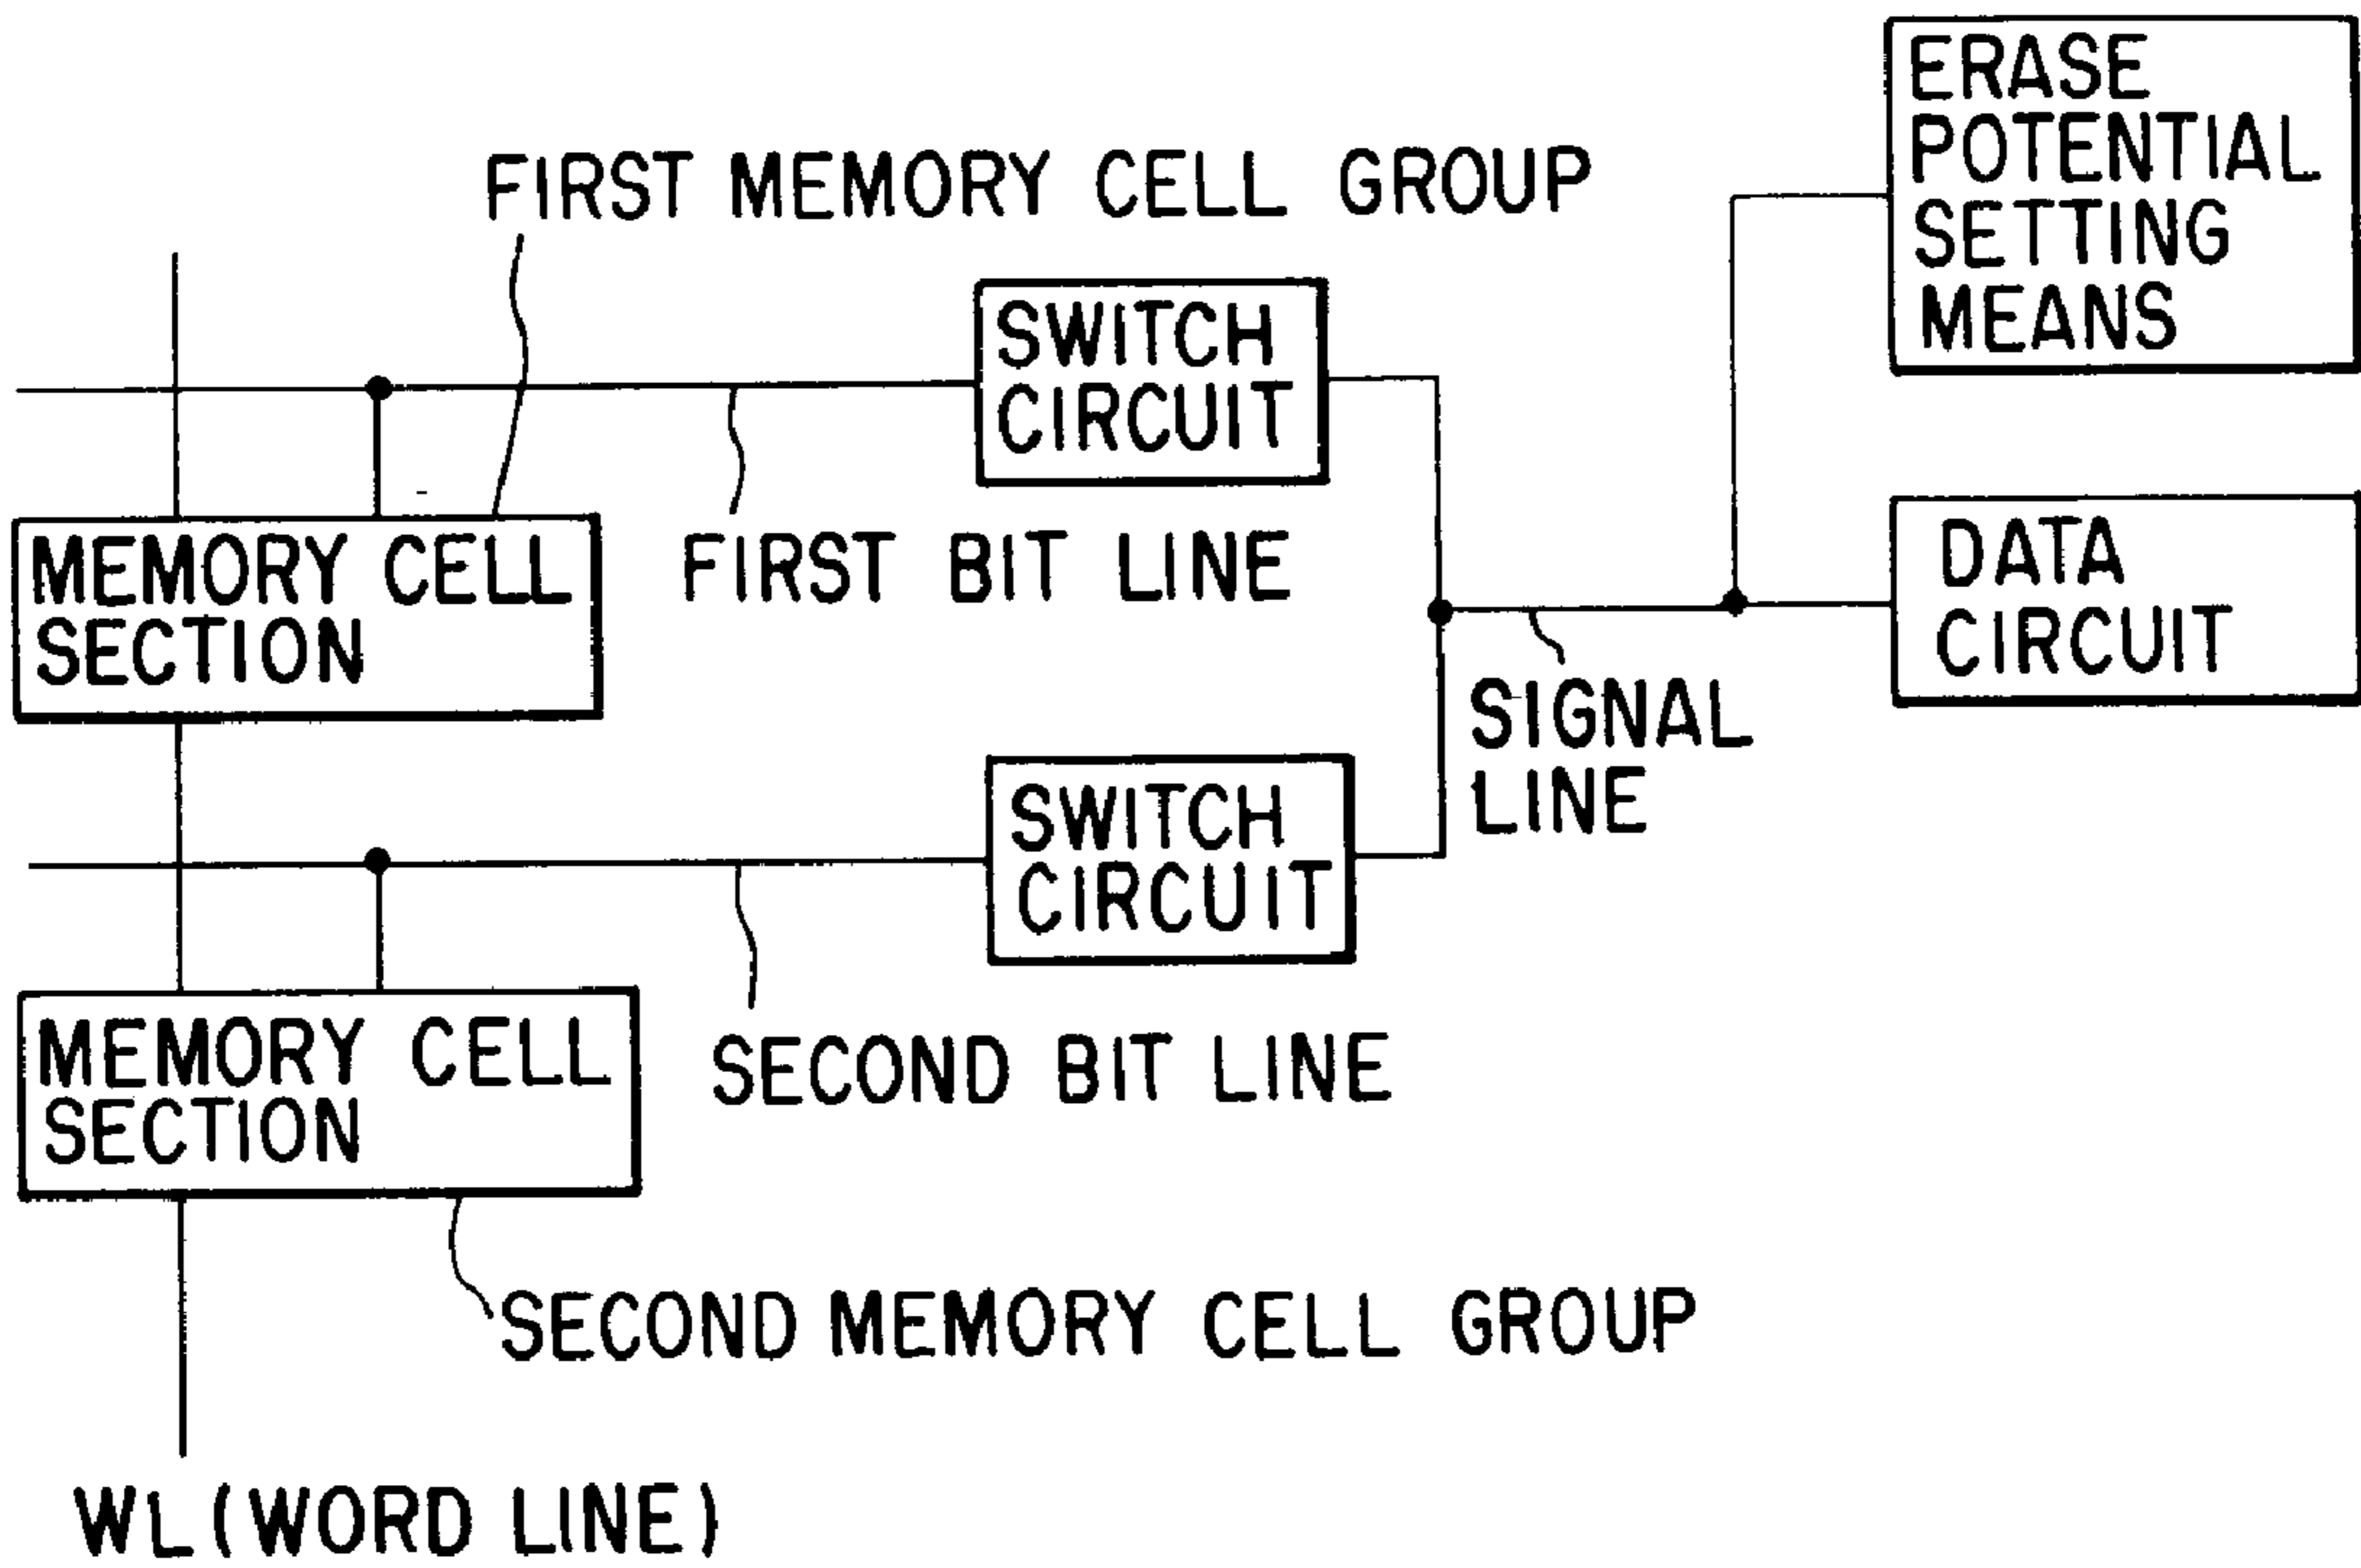 ERASE
POTENTIAL
SETTING
MEANS
FIRST MEMORY CELL GROUP
SWITCH
CIRCUIT
MEMORY CELL
SECTION
FIRST BIT LINE
DATA
CIRCUIT
SIGNAL
LINE
SWITCH
CIRCUIT
MEMORY CELL
SECTION
SECOND BIT LINE
SECOND MEMORY CELL GROUP
WL (WORD LINE)